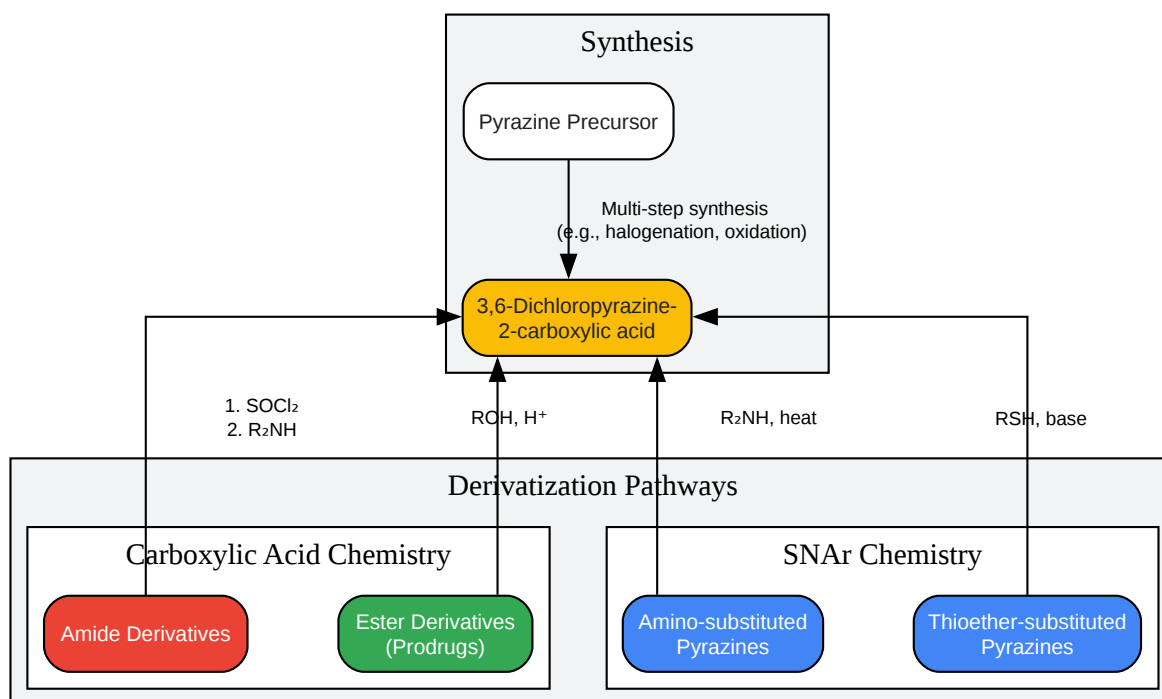 Synthesis
Pyrazine Precursor
Multi-step synthesis
(e.g., halogenation, oxidation)
3,6-Dichloropyrazine-
2-carboxylic acid
1. SOCl₂
2. R₂NH
ROH, H⁺
R₂NH, heat
RSH, base
Derivatization Pathways
Carboxylic Acid Chemistry
SNAr Chemistry
Amide Derivatives
Ester Derivatives
(Prodrugs)
Amino-substituted
Pyrazines
Thioether-substituted
Pyrazines